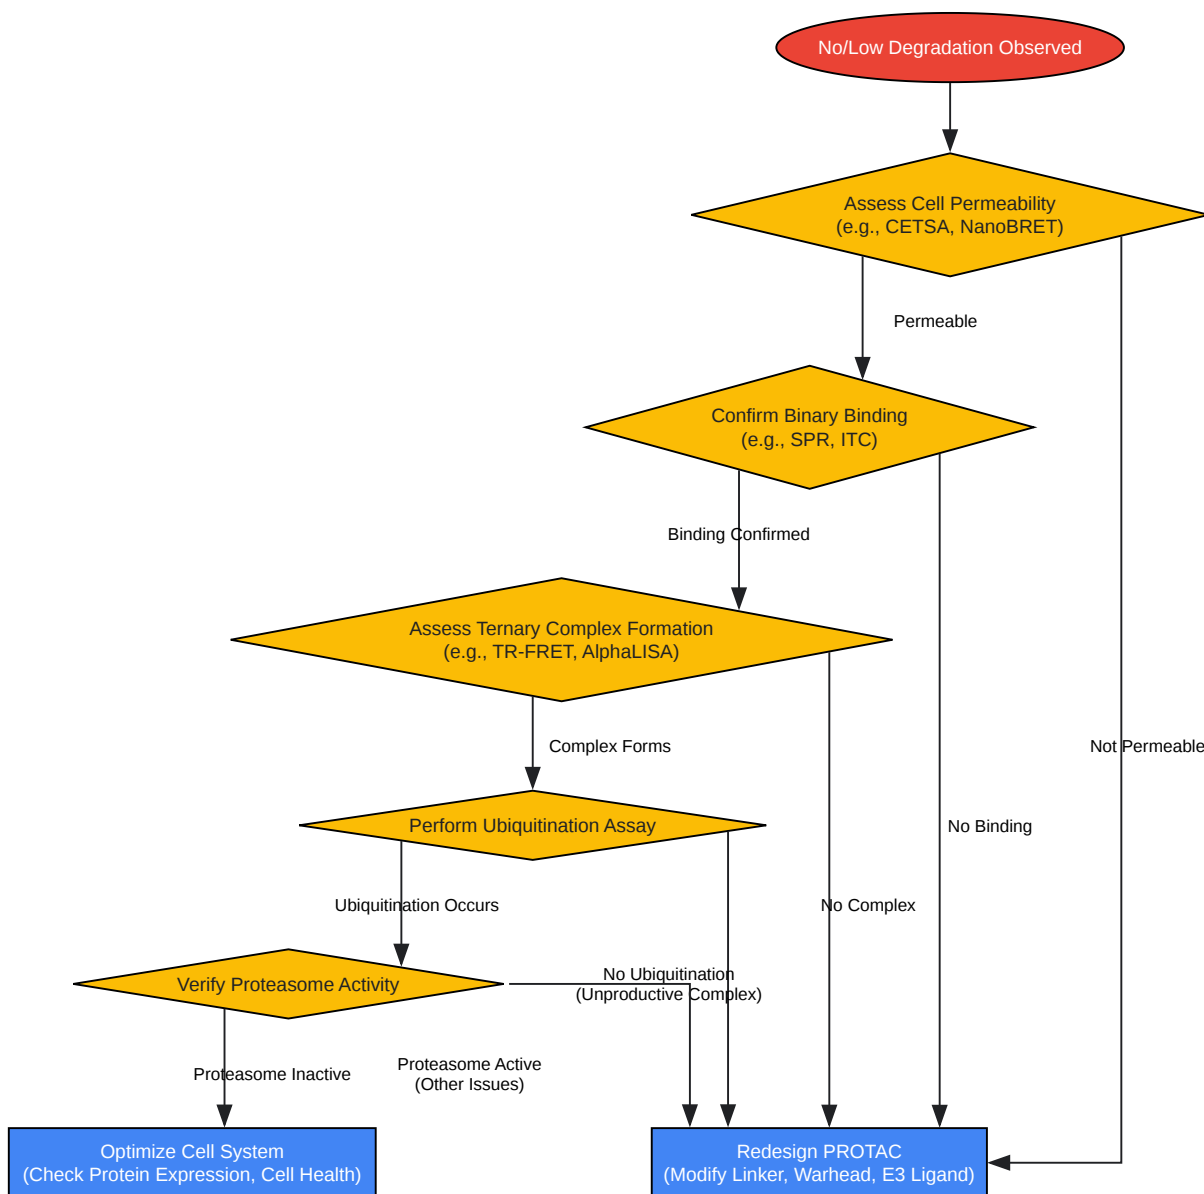 No/Low Degradation Observed
Assess Cell Permeability
(e.g., CETSA, NanoBRET)
Permeable
Confirm Binary Binding
(e.g., SPR, ITC)
Binding Confirmed
Assess Ternary Complex Formation
(e.g., TR-FRET, AlphaLISA)
Complex Forms
Not Permeable
Perform Ubiquitination Assay
No Binding
Ubiquitination Occurs
No Complex
Verify Proteasome Activity
No Ubiquitination
(Unproductive Complex)
Proteasome Inactive
Proteasome Active
(Other Issues)
Optimize Cell System
(Check Protein Expression, Cell Health)
Redesign PROTAC
(Modify Linker, Warhead, E3 Ligand)